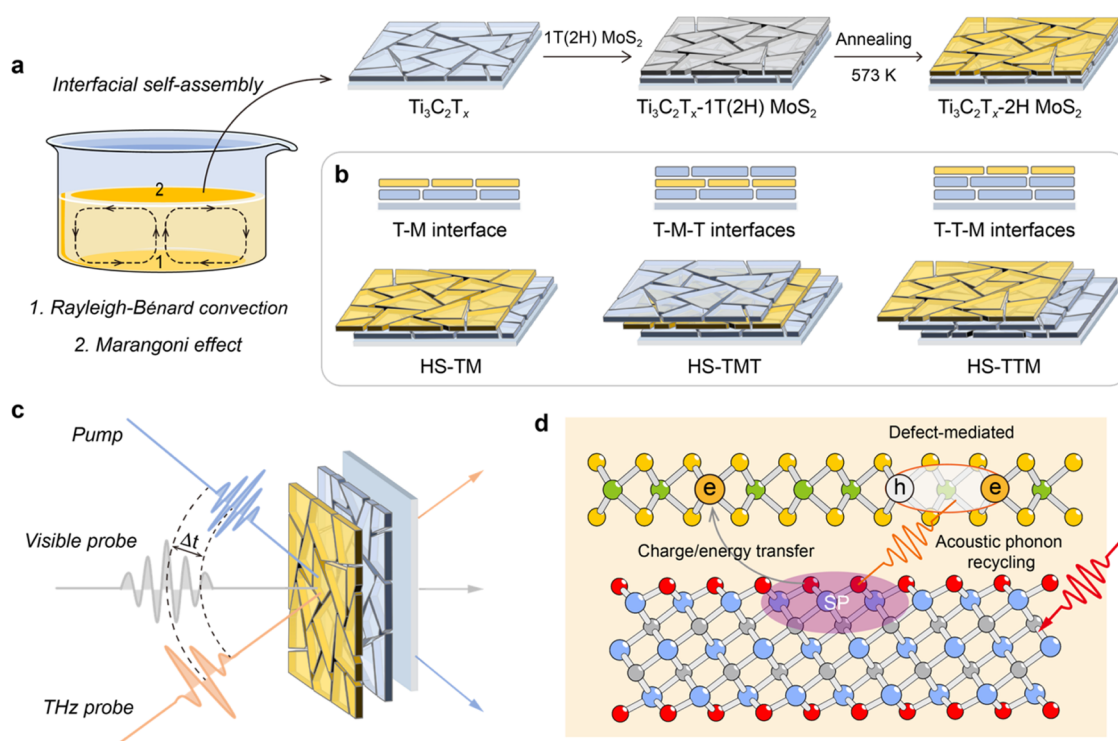 a
Interfacial self-assembly
2
1
1. Rayleigh-Bénard convection
2. Marangoni effect
Ti₃C₂Tₓ
1T(2H) MoS₂
Ti₃C₂Tₓ-1T(2H) MoS₂
Annealing
573 K
Ti₃C₂Tₓ-2H MoS₂
b
T-M interface
T-M-T interfaces
T-T-M interfaces
HS-TM
HS-TMT
HS-TTM
c
Pump
Visible probe
Δt
THz probe
d
Defect-mediated
e
h
e
Charge/energy transfer
Acoustic phonon
recycling
SP